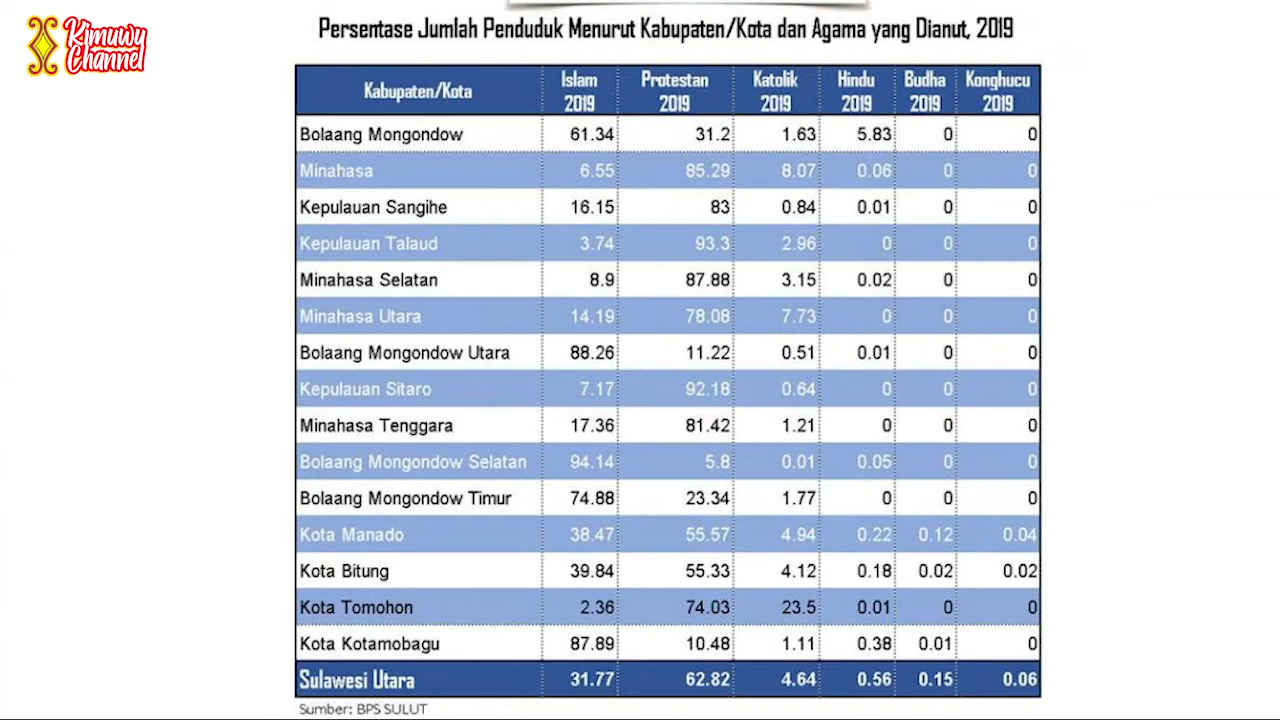 Kimuwy
Channel
Persentase Jumlah Penduduk Menurut Kabupaten/Kota dan Agama yang Dianut, 2019
Kabupaten/Kota Islam 2019 Protestan 2019 Katolik 2019 Hindu 2019 Budha 2019 Konghucu 2019
Bolaang Mongondow 61.34 31.2 1.63 5.83 0 0
Minahasa 6.55 85.29 8.07 0.06 0 0
Kepulauan Sangihe 16.15 83 0.84 0.01 0 0
Kepulauan Talaud 3.74 93.3 2.96 0 0 0
Minahasa Selatan 8.9 87.88 3.15 0.02 0 0
Minahasa Utara 14.19 78.08 7.73 0 0 0
Bolaang Mongondow Utara 88.26 11.22 0.51 0.01 0 0
Kepulauan Sitaro 7.17 92.18 0.64 0 0 0
Minahasa Tenggara 17.36 81.42 1.21 0 0 0
Bolaang Mongondow Selatan 94.14 5.8 0.01 0.05 0 0
Bolaang Mongondow Timur 74.88 23.34 1.77 0 0 0
Kota Manado 38.47 55.57 4.94 0.22 0.12 0.04
Kota Bitung 39.84 55.33 4.12 0.18 0.02 0.02
Kota Tomohon 2.36 74.03 23.5 0.01 0 0
Kota Kotamobagu 87.89 10.48 1.11 0.38 0.01 0
Sulawesi Utara 31.77 62.82 4.64 0.56 0.15 0.06
Sumber: BPS SULUT